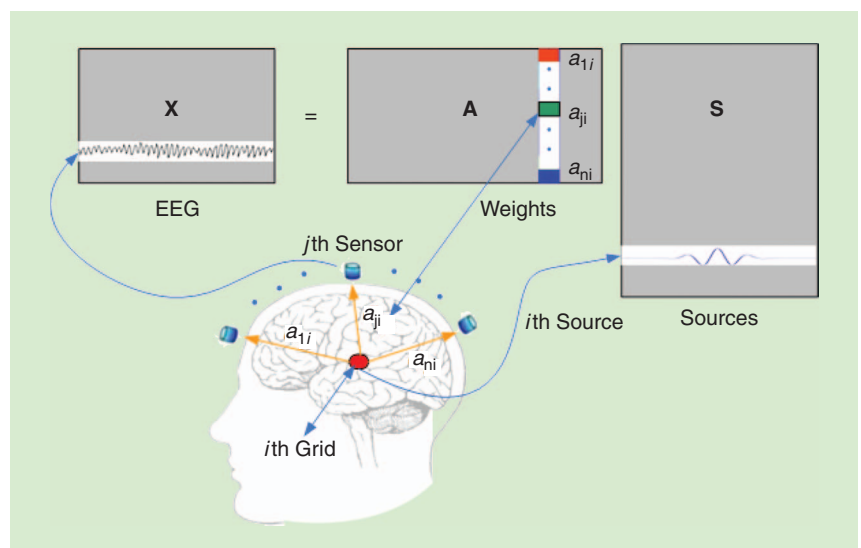 X
=
A
a1i
aji
ani
S
EEG
Weights
jth Sensor
aji
a1i
ani
ith Source
Sources
ith Grid